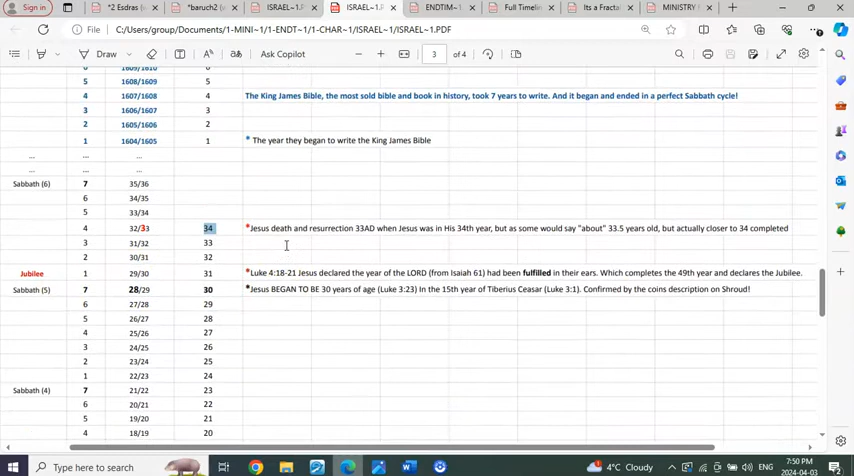 Sign in
*2 Esdras (
*baruch2 (
ISRAEL~1.P
ISRAEL~1.P
ENDTIM~1
Full Timelin
Its a Fractal
MINISTRY
File
C:/Users/group/Documents/1-MINI~1/1-ENDT~1/1-CHAR~1/ISRAEL~1/ISRAEL~1.PDF
Draw
Ask Copilot
3 of 4
6 1609/1610 6
5 1608/1609 5
4 1607/1608 4 The King James Bible, the most sold bible and book in history, took 7 years to write. And it began and ended in a perfect Sabbath cycle!
3 1606/1607 3
2 1605/1606 2
1 1604/1605 1 * The year they began to write the King James Bible
... ... ...
... ... ...
Sabbath (6) 7 35/36
6 34/35
5 33/34
4 32/33 34 *Jesus death and resurrection 33AD when Jesus was in His 34th year, but as some would say "about" 33.5 years old, but actually closer to 34 completed
3 31/32 33
2 30/31 32
Jubilee 1 29/30 31 *Luke 4:18-21 Jesus declared the year of the LORD (from Isaiah 61) had been fulfilled in their ears. Which completes the 49th year and declares the Jubilee.
Sabbath (5) 7 28/29 30 *Jesus BEGAN TO BE 30 years of age (Luke 3:23) In the 15th year of Tiberius Ceasar (Luke 3:1). Confirmed by the coins description on Shroud!
6 27/28 29
5 26/27 28
4 25/26 27
3 24/25 26
2 23/24 25
1 22/23 24
Sabbath (4) 7 21/22 23
6 20/21 22
5 19/20 21
4 18/19 20
Type here to search
4°C Cloudy
7:50 PM
2024-04-03